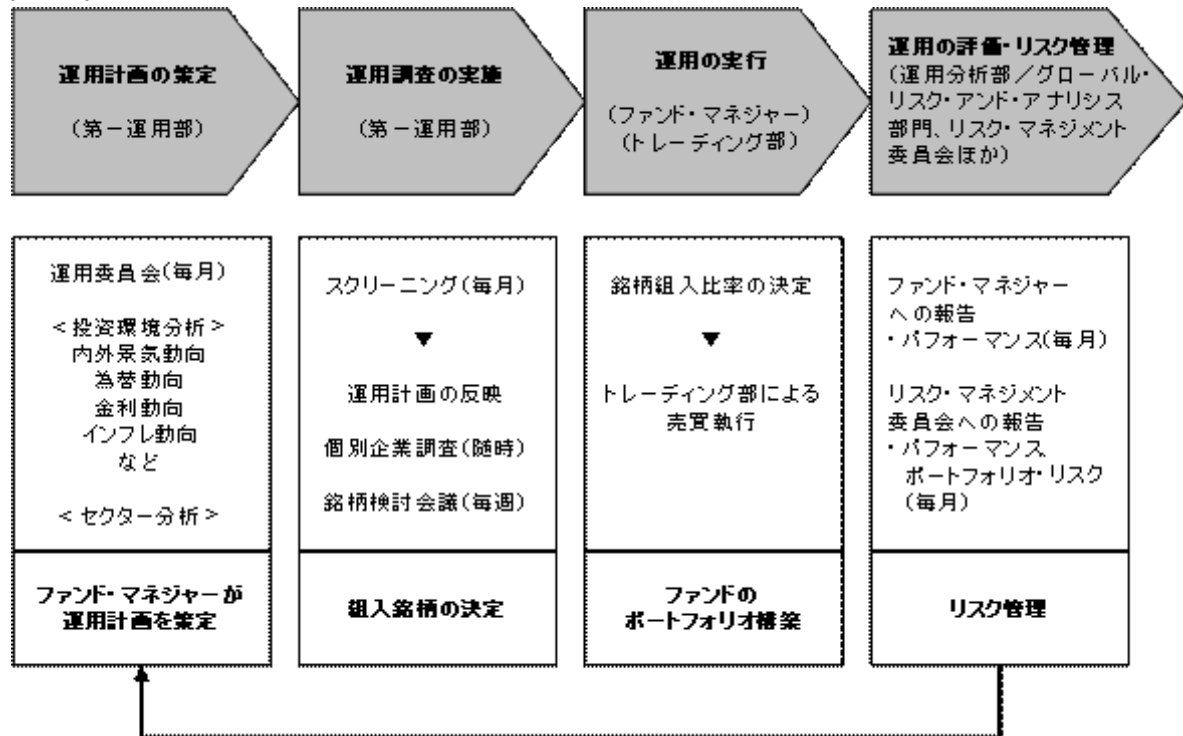 運用計画の策定
(第一運用部)
運用調査の実施
(第一運用部)
運用の実行
(ファンド・マネジャー)
(トレーディング部)
運用の評価・リスク管理
(運用分析部/グローバル・
リスク・アンド・アナリシス
部門、リスク・マネジメント
委員会ほか)
運用委員会(毎月)
<投資環境分析>
内外景気動向
為替動向
金利動向
インフレ動向
など
<セクター分析>
ファンド・マネジャーが
運用計画を策定
スクリーニング(毎月)
▼
運用計画の反映
個別企業調査(随時)
銘柄検討会議(毎週)
組入銘柄の決定
銘柄組入比率の決定
▼
トレーディング部による
売買執行
ファンドの
ポートフォリオ構築
ファンド・マネジャー
への報告
・パフォーマンス(毎月)
リスク・マネジメント
委員会への報告
・パフォーマンス、
ポートフォリオ・リスク
(毎月)
リスク管理